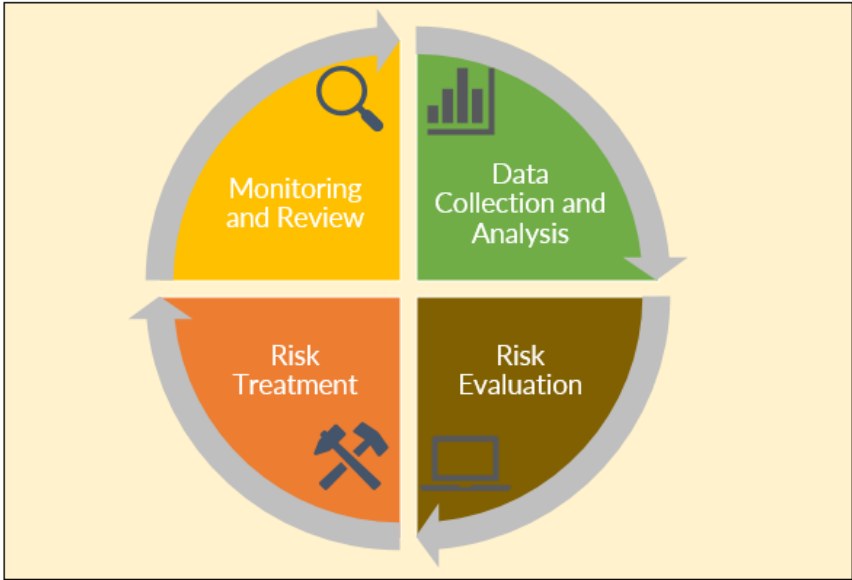 Monitoring
and Review
Data
Collection and
Analysis
Risk
Treatment
Risk
Evaluation